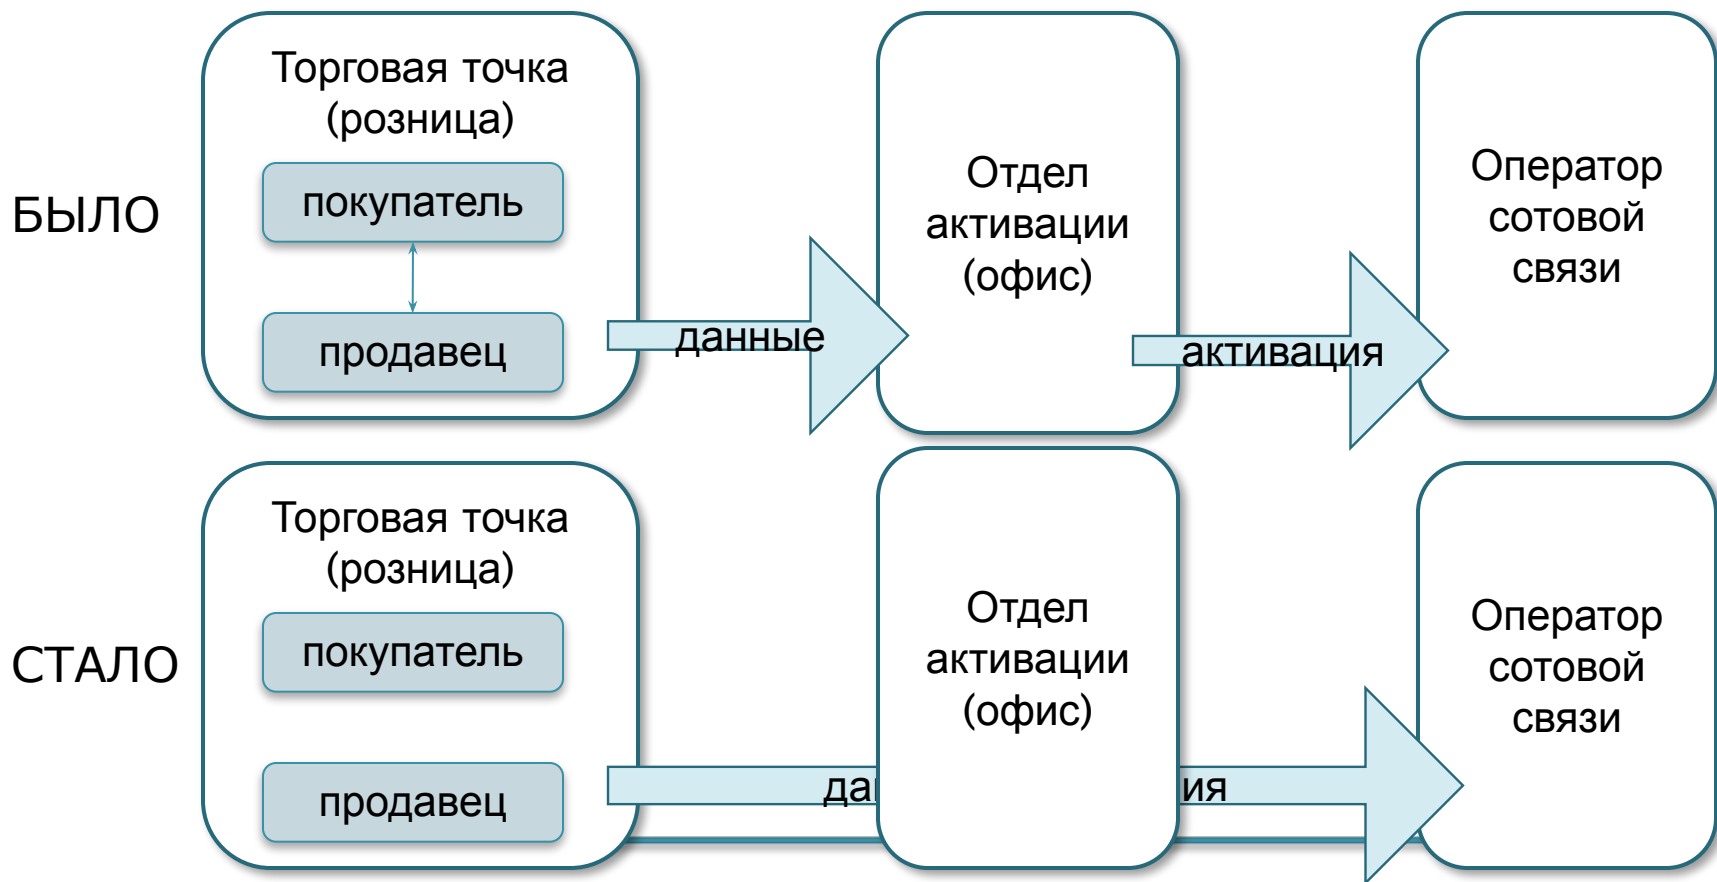 БЫЛО
Торговая точка
(розница)
покупатель
продавец
данные
Отдел
активации
(офис)
активация
Оператор
сотовой
связи
СТАЛО
Торговая точка
(розница)
покупатель
продавец
Отдел
активации
(офис)
Оператор
сотовой
связи